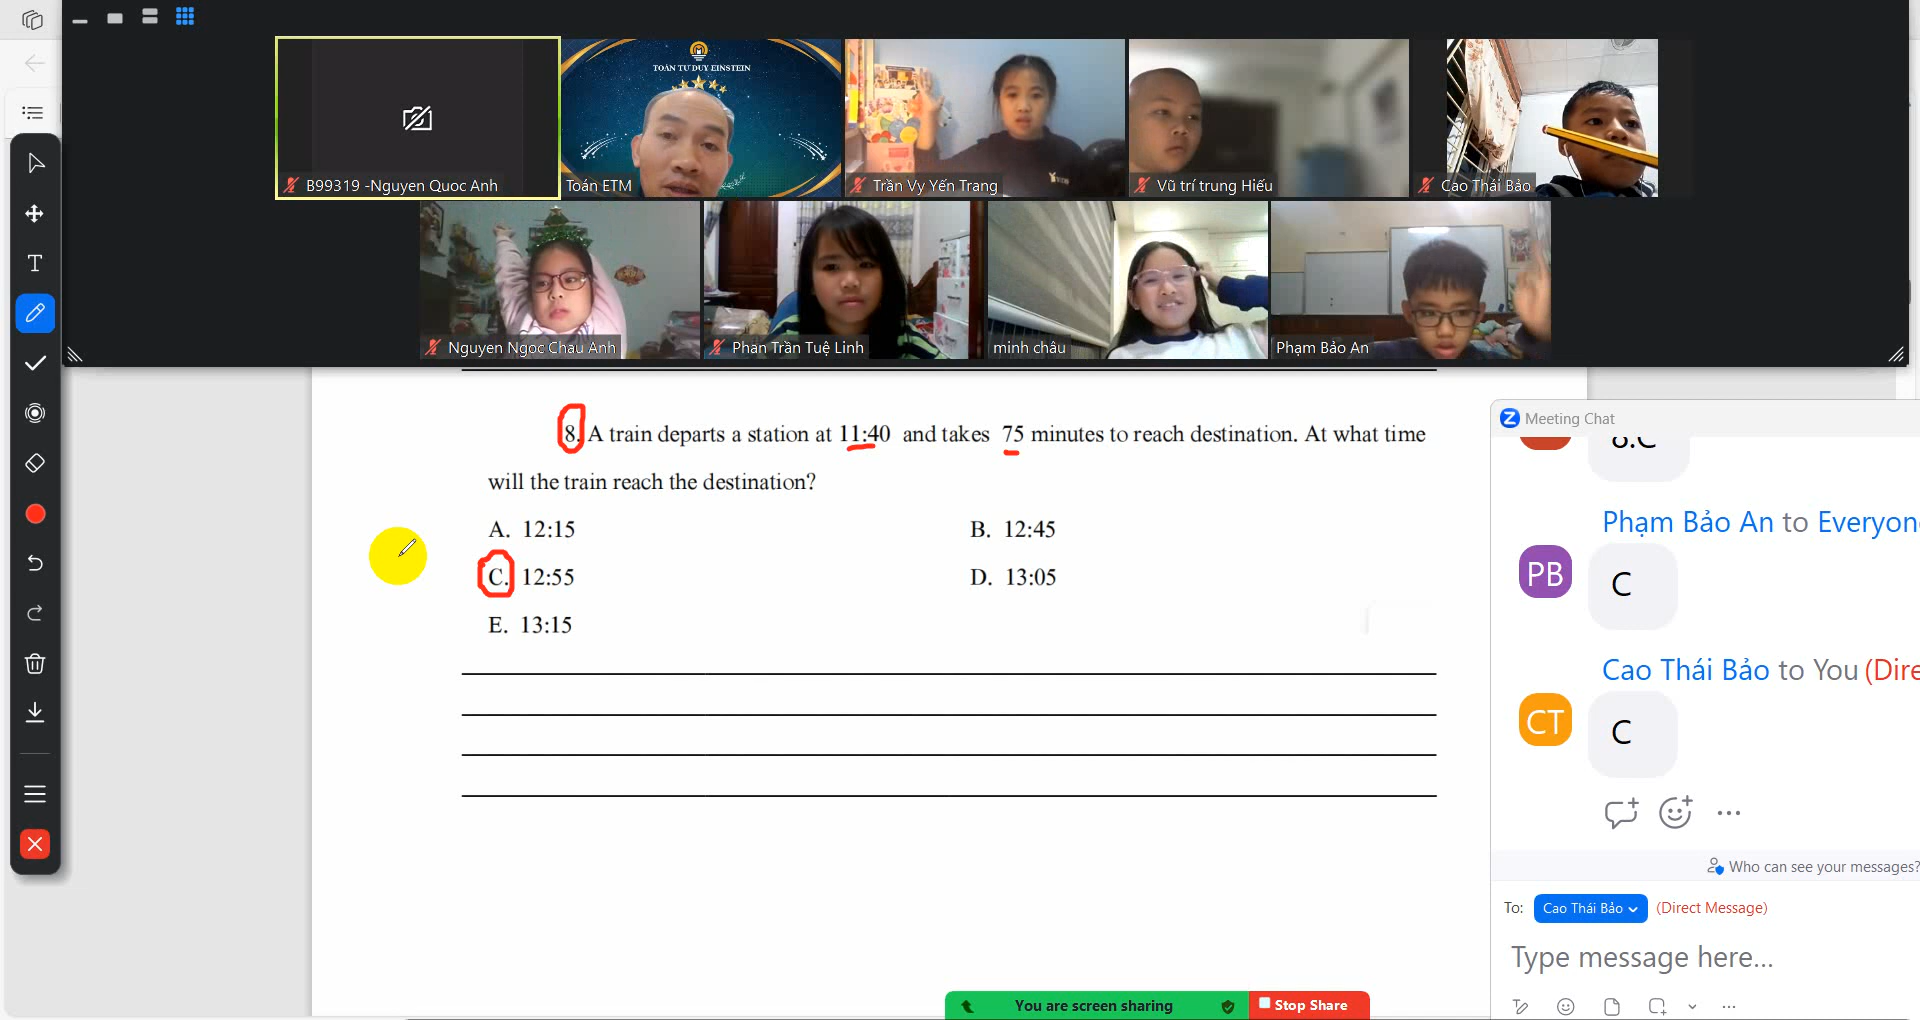 TOÁN TƯ DUY EINSTEIN
B99319 -Nguyen Quoc Anh
Toán ETM
Trần Vy Yến Trang
Vũ trí trung Hiếu
Cao Thái Bảo
Nguyen Ngoc Chau Anh
Phan Trần Tuệ Linh
minh châu
Phạm Bảo An
8. A train departs a station at 11:40 and takes 75 minutes to reach destination. At what time
will the train reach the destination?
A. 12:15
B. 12:45
C. 12:55
D. 13:05
E. 13:15
Meeting Chat
8.C
Phạm Bảo An to Everyon
PB
C
Cao Thái Bảo to You (Dire
CT
C
Who can see your messages?
To: Cao Thái Bảo (Direct Message)
Type message here...
You are screen sharing
Stop Share